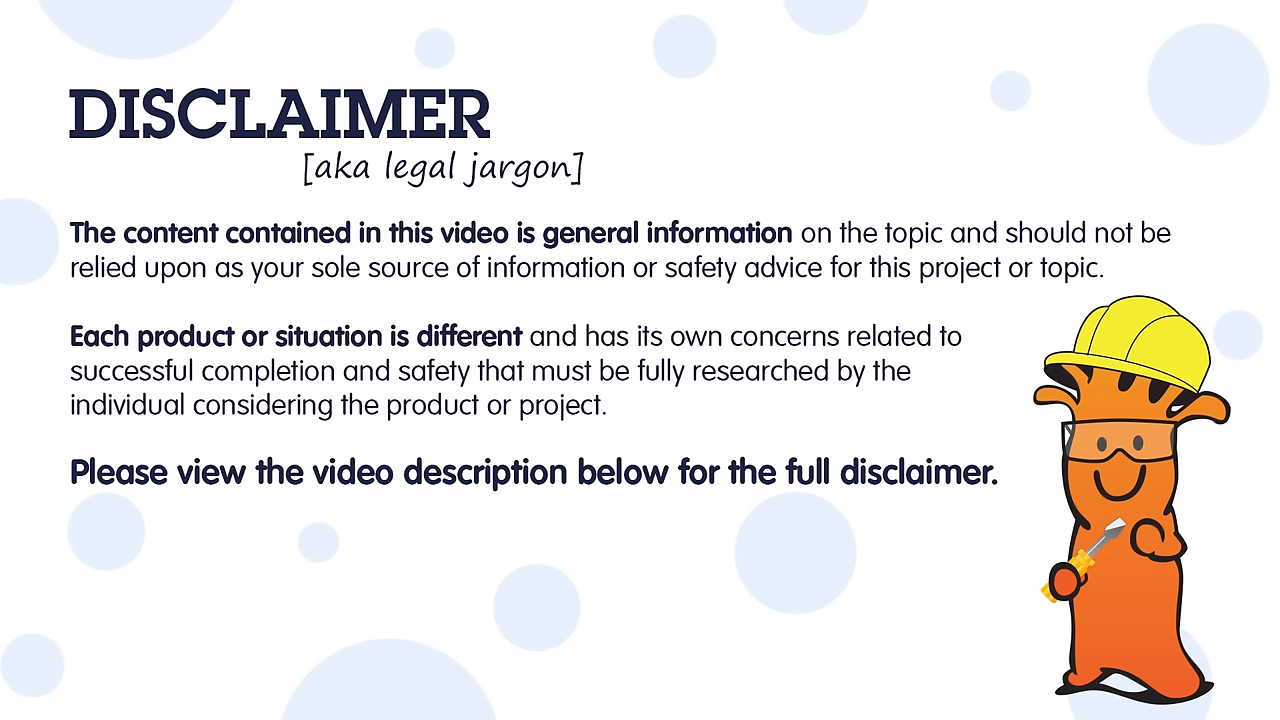 DISCLAIMER
[aka legal jargon]
The content contained in this video is general information on the topic and should not be
relied upon as your sole source of information or safety advice for this project or topic.
Each product or situation is different and has its own concerns related to
successful completion and safety that must be fully researched by the
individual considering the product or project.
Please view the video description below for the full disclaimer.